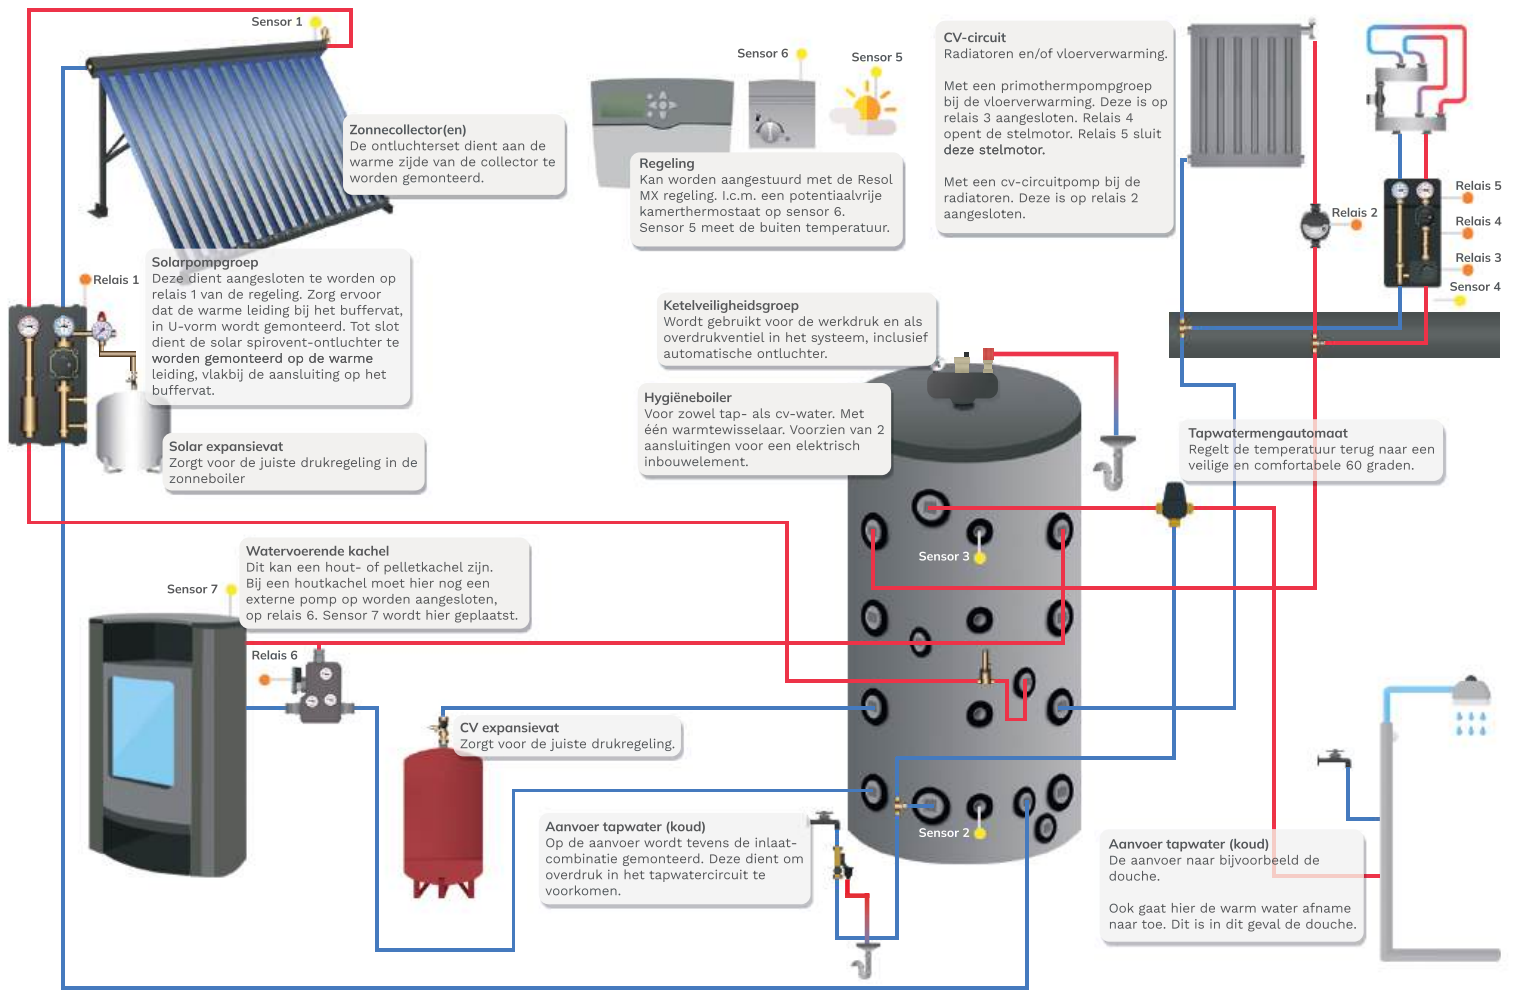 Sensor 1
Zonnecollector(en)
De ontluchterset dient aan de
warme zijde van de collector te
worden gemonteerd.
Sensor 6
Sensor 5
Regeling
Kan worden aangestuurd met de Resol
MX regeling. I.c.m. een potentiaalvrije
kamerthermostaat op sensor 6.
Sensor 5 meet de buiten temperatuur.
CV-circuit
Radiatoren en/of vloerverwarming.
Met een primothermpompgroep
bij de vloerverwarming. Deze is op
relais 3 aangesloten. Relais 4
opent de stelmotor. Relais 5 sluit
deze stelmotor.
Met een cv-circuitpomp bij de
radiatoren. Deze is op relais 2
aangesloten.
Relais 2
Relais 5
Relais 4
Relais 3
Sensor 4
Relais 1
Solarpompgroep
Deze dient aangesloten te worden op
relais 1 van de regeling. Zorg ervoor
dat de warme leiding bij het buffervat,
in U-vorm wordt gemonteerd. Tot slot
dient de solar spirovent-ontluchter te
worden gemonteerd op de warme
leiding, vlakbij de aansluiting op het
buffervat.
Solar expansievat
Zorgt voor de juiste drukregeling in de
zonneboiler
Ketelveiligheidsgroep
Wordt gebruikt voor de werkdruk en als
overdrukventiel in het systeem, inclusief
automatische ontluchter.
Hygiëneboiler
Voor zowel tap- als cv-water. Met
één warmtewisselaar. Voorzien van 2
aansluitingen voor een elektrisch
inbouwelement.
Tapwatermengautomaat
Regelt de temperatuur terug naar een
veilige en comfortabele 60 graden.
Sensor 3
Watervoerende kachel
Dit kan een hout- of pelletkachel zijn.
Bij een houtkachel moet hier nog een
externe pomp op worden aangesloten,
op relais 6. Sensor 7 wordt hier geplaatst.
Sensor 7
Relais 6
CV expansievat
Zorgt voor de juiste drukregeling.
Aanvoer tapwater (koud)
Op de aanvoer wordt tevens de inlaat-
combinatie gemonteerd. Deze dient om
overdruk in het tapwatercircuit te
voorkomen.
Sensor 2
Aanvoer tapwater (koud)
De aanvoer naar bijvoorbeeld de
douche.
Ook gaat hier de warm water afname
naar toe. Dit is in dit geval de douche.